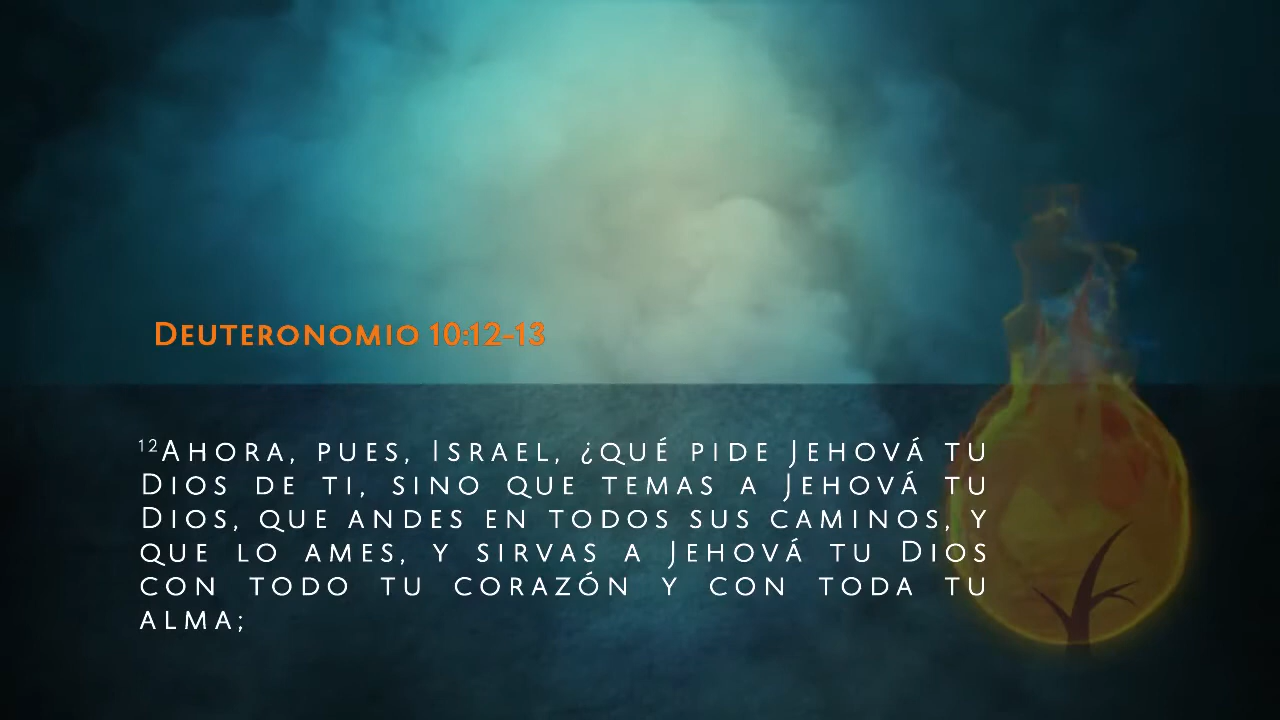 Deuteronomio 10:12-13
¹²Ahora, pues, Israel, ¿qué pide Jehová tu
Dios de ti, sino que temas a Jehová tu
Dios, que andes en todos sus caminos, y
que lo ames, y sirvas a Jehová tu Dios
con todo tu corazón y con toda tu
alma;